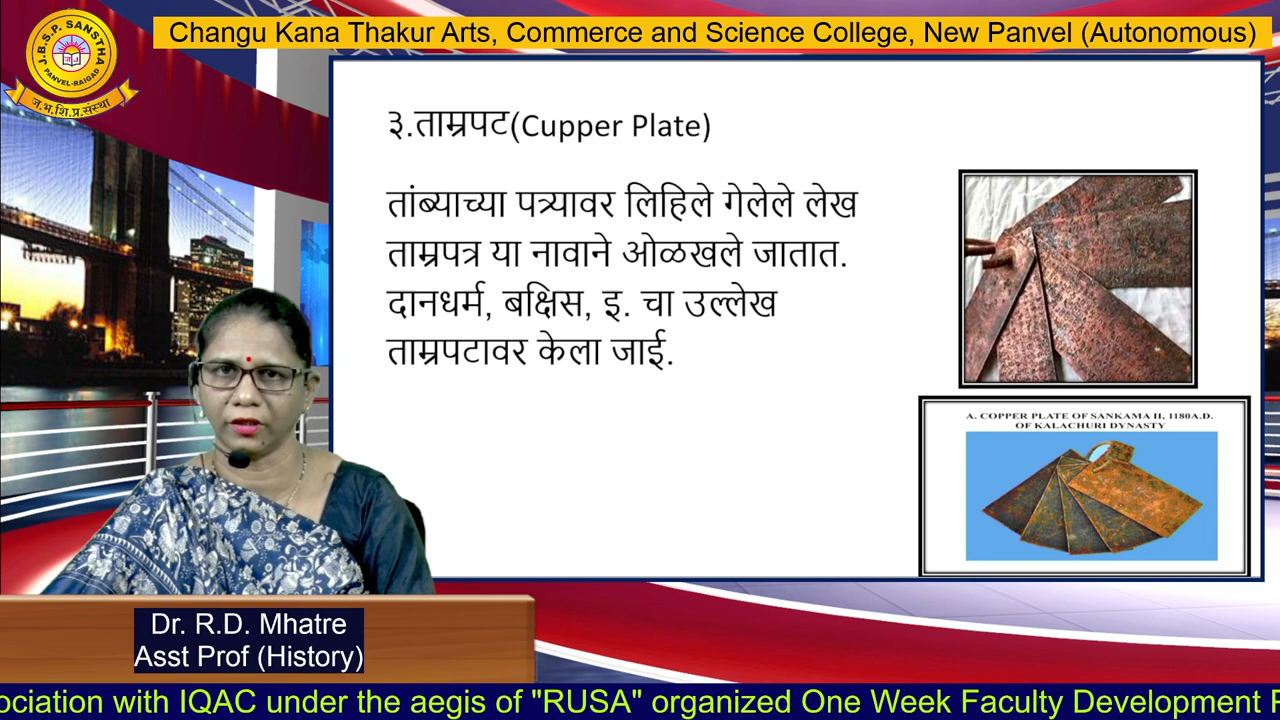 J.B.S.P. SANSTHA
PANVEL-RAIGAD
ज.भ.शि.प्र.संस्था
Changu Kana Thakur Arts, Commerce and Science College, New Panvel (Autonomous)
३.ताम्रपट(Cupper Plate)
तांब्याच्या पत्र्यावर लिहिले गेलेले लेख
ताम्रपत्र या नावाने ओळखले जातात.
दानधर्म, बक्षिस, इ. चा उल्लेख
ताम्रपटावर केला जाई.
A. COPPER PLATE OF SANKAMA II, 1180A.D.
OF KALACHURI DYNASTY
Dr. R.D. Mhatre
Asst Prof (History)
ociation with IQAC under the aegis of "RUSA" organized One Week Faculty Development P